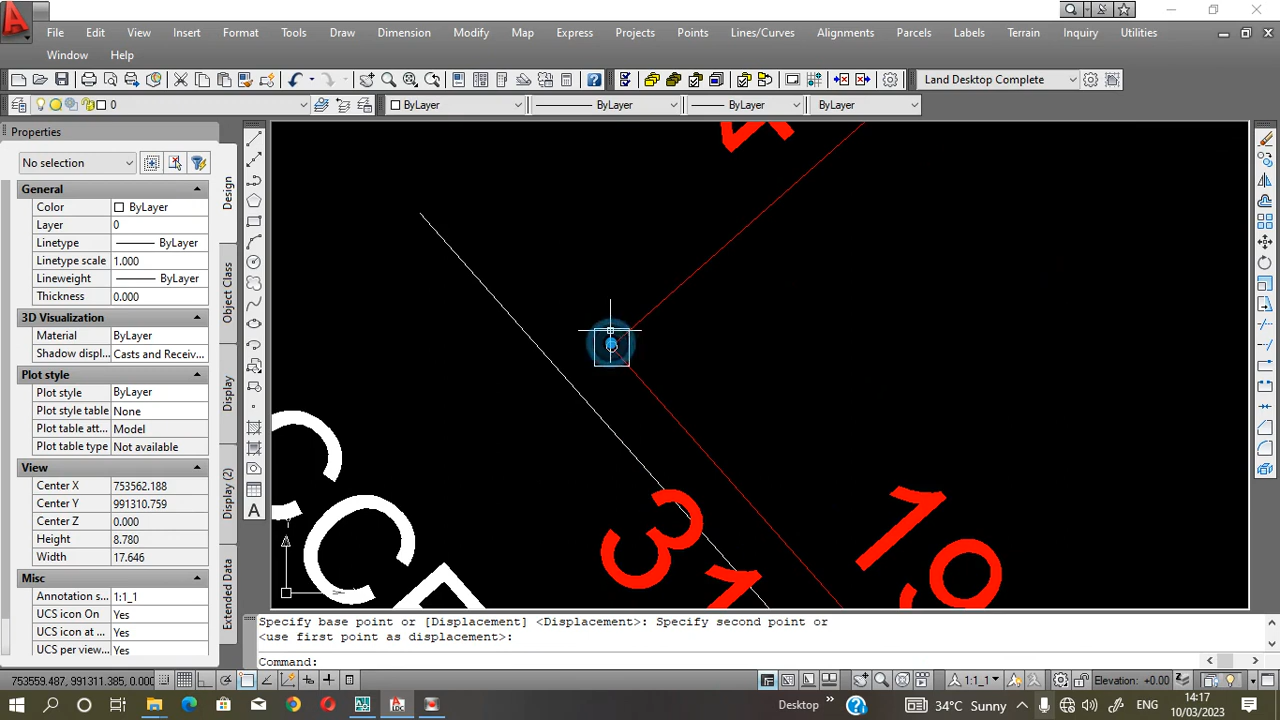 File Edit View Insert Format Tools Draw Dimension Modify Map Express Projects Points Lines/Curves Alignments Parcels Labels Terrain Inquiry Utilities
Window Help
Land Desktop Complete
0 ByLayer ByLayer ByLayer ByLayer
Properties
No selection
General
Color ByLayer
Layer 0
Linetype ByLayer
Linetype scale 1.000
Lineweight ByLayer
Thickness 0.000
3D Visualization
Material ByLayer
Shadow displ... Casts and Receiv...
Plot style
Plot style ByLayer
Plot style table None
Plot table att... Model
Plot table type Not available
View
Center X 753562.188
Center Y 991310.759
Center Z 0.000
Height 8.780
Width 17.646
Misc
Annotation s... 1:1_1
UCS icon On Yes
UCS icon at ... Yes
UCS per view... Yes
Design
Object Class
Display
Display (2)
Extended Data
A
4
CCE
31
19
Specify base point or [Displacement] <Displacement>: Specify second point or
<use first point as displacement>:
Command:
753559.487, 991311.385, 0.000
1:1_1
Elevation: +0.00
Desktop
34°C Sunny
ENG
14:17
10/03/2023